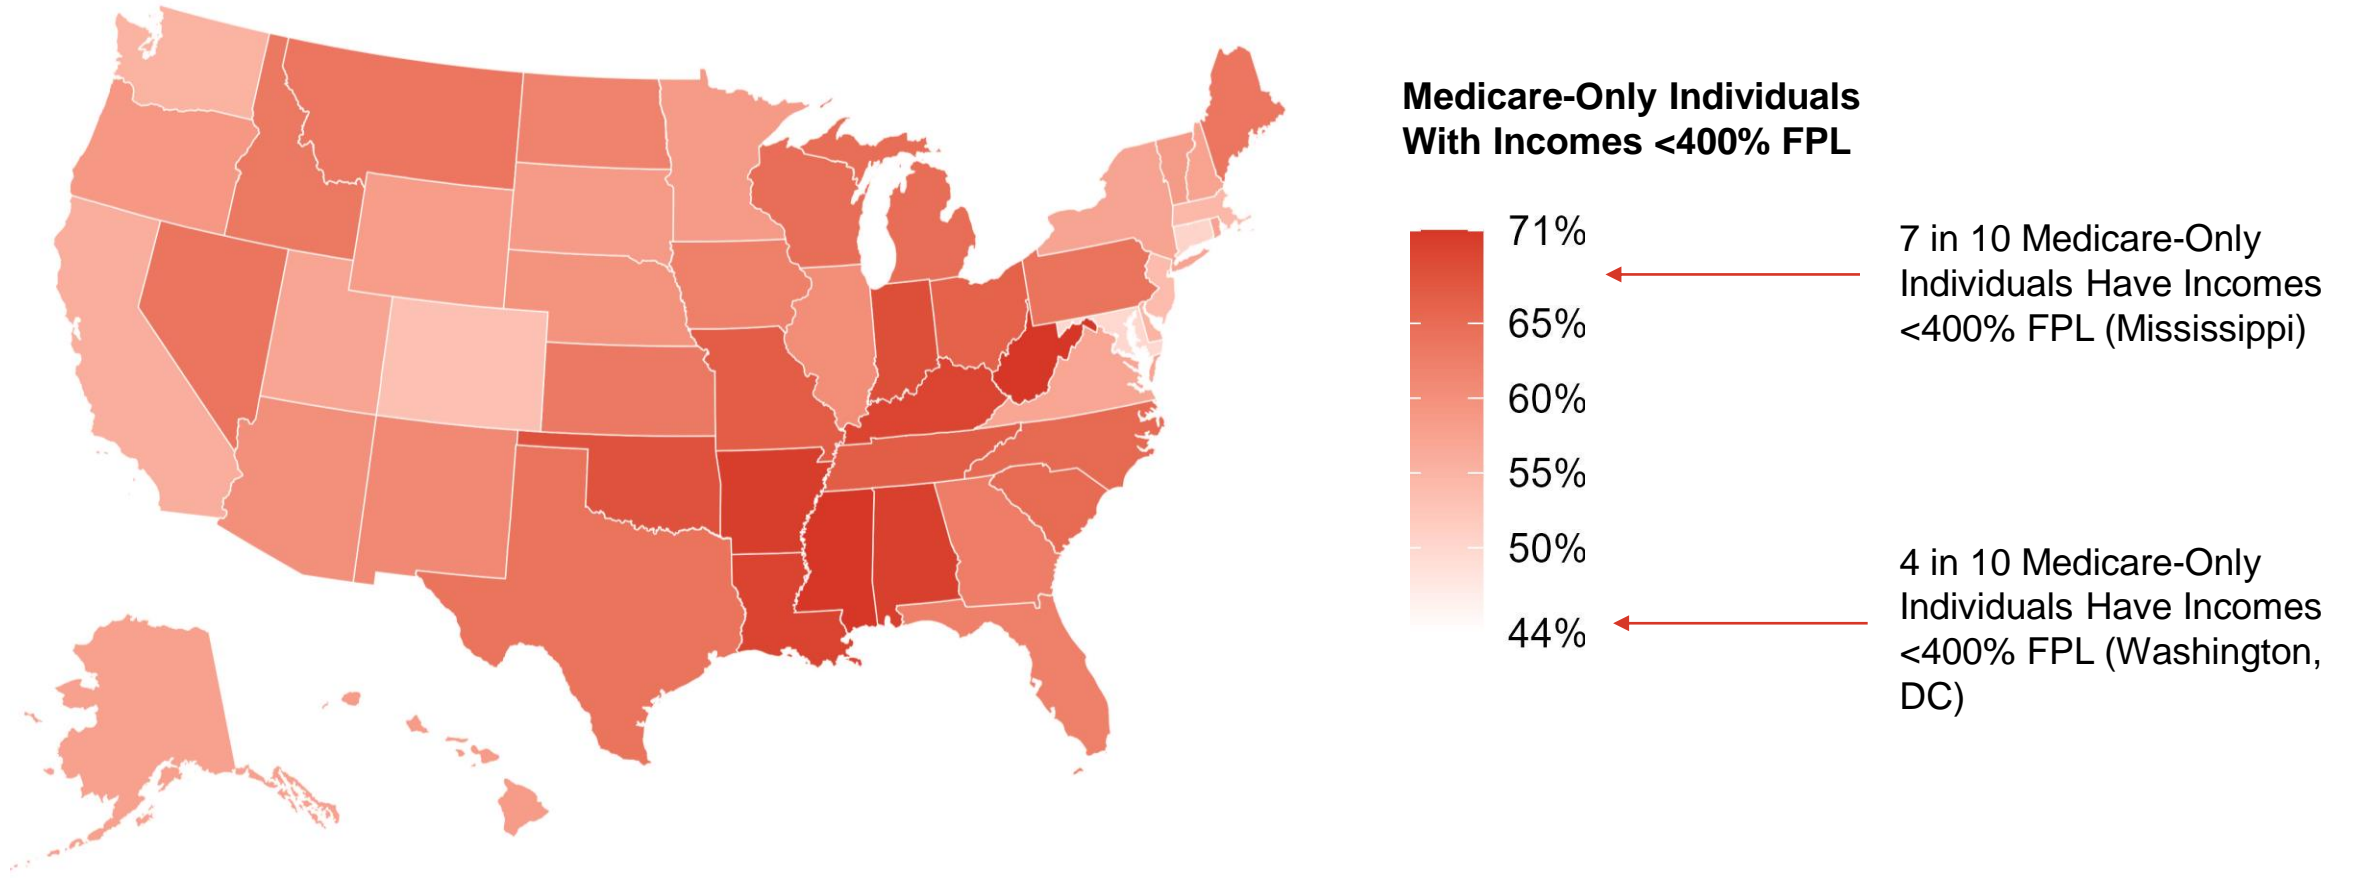 Medicare-Only Individuals
With Incomes <400% FPL
71%
65%
60%
55%
50%
44%
7 in 10 Medicare-Only
Individuals Have Incomes
<400% FPL (Mississippi)
4 in 10 Medicare-Only
Individuals Have Incomes
<400% FPL (Washington,
DC)